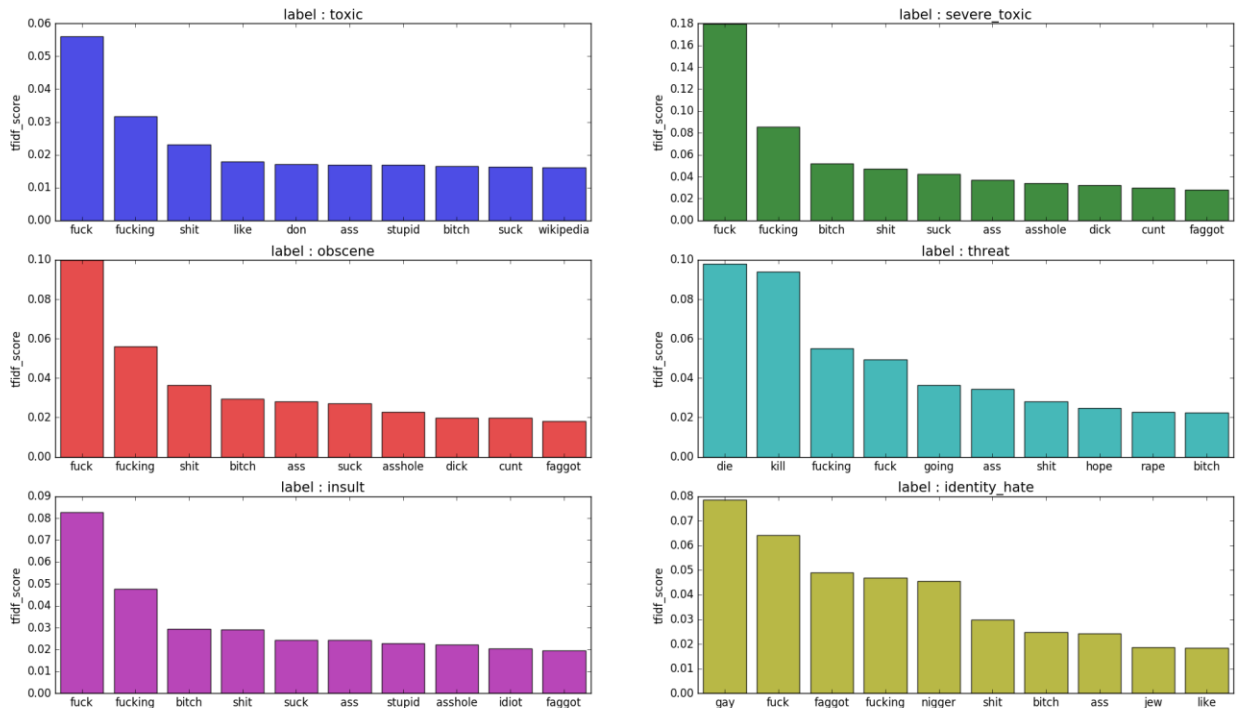 label : toxic
0.06
0.05
0.04
0.03
0.02
0.01
0.00
tfidf_score
fuck fucking shit like don ass stupid bitch suck wikipedia
label : severe_toxic
0.18
0.16
0.14
0.12
0.10
0.08
0.06
0.04
0.02
0.00
tfidf_score
fuck fucking bitch shit suck ass asshole dick cunt faggot
label : obscene
0.10
0.08
0.06
0.04
0.02
0.00
tfidf_score
fuck fucking shit bitch ass suck asshole dick cunt faggot
label : threat
0.10
0.08
0.06
0.04
0.02
0.00
tfidf_score
die kill fucking fuck going ass shit hope rape bitch
label : insult
0.09
0.08
0.07
0.06
0.05
0.04
0.03
0.02
0.01
0.00
tfidf_score
fuck fucking bitch shit suck ass stupid asshole idiot faggot
label : identity_hate
0.08
0.07
0.06
0.05
0.04
0.03
0.02
0.01
0.00
tfidf_score
gay fuck faggot fucking nigger shit bitch ass jew like